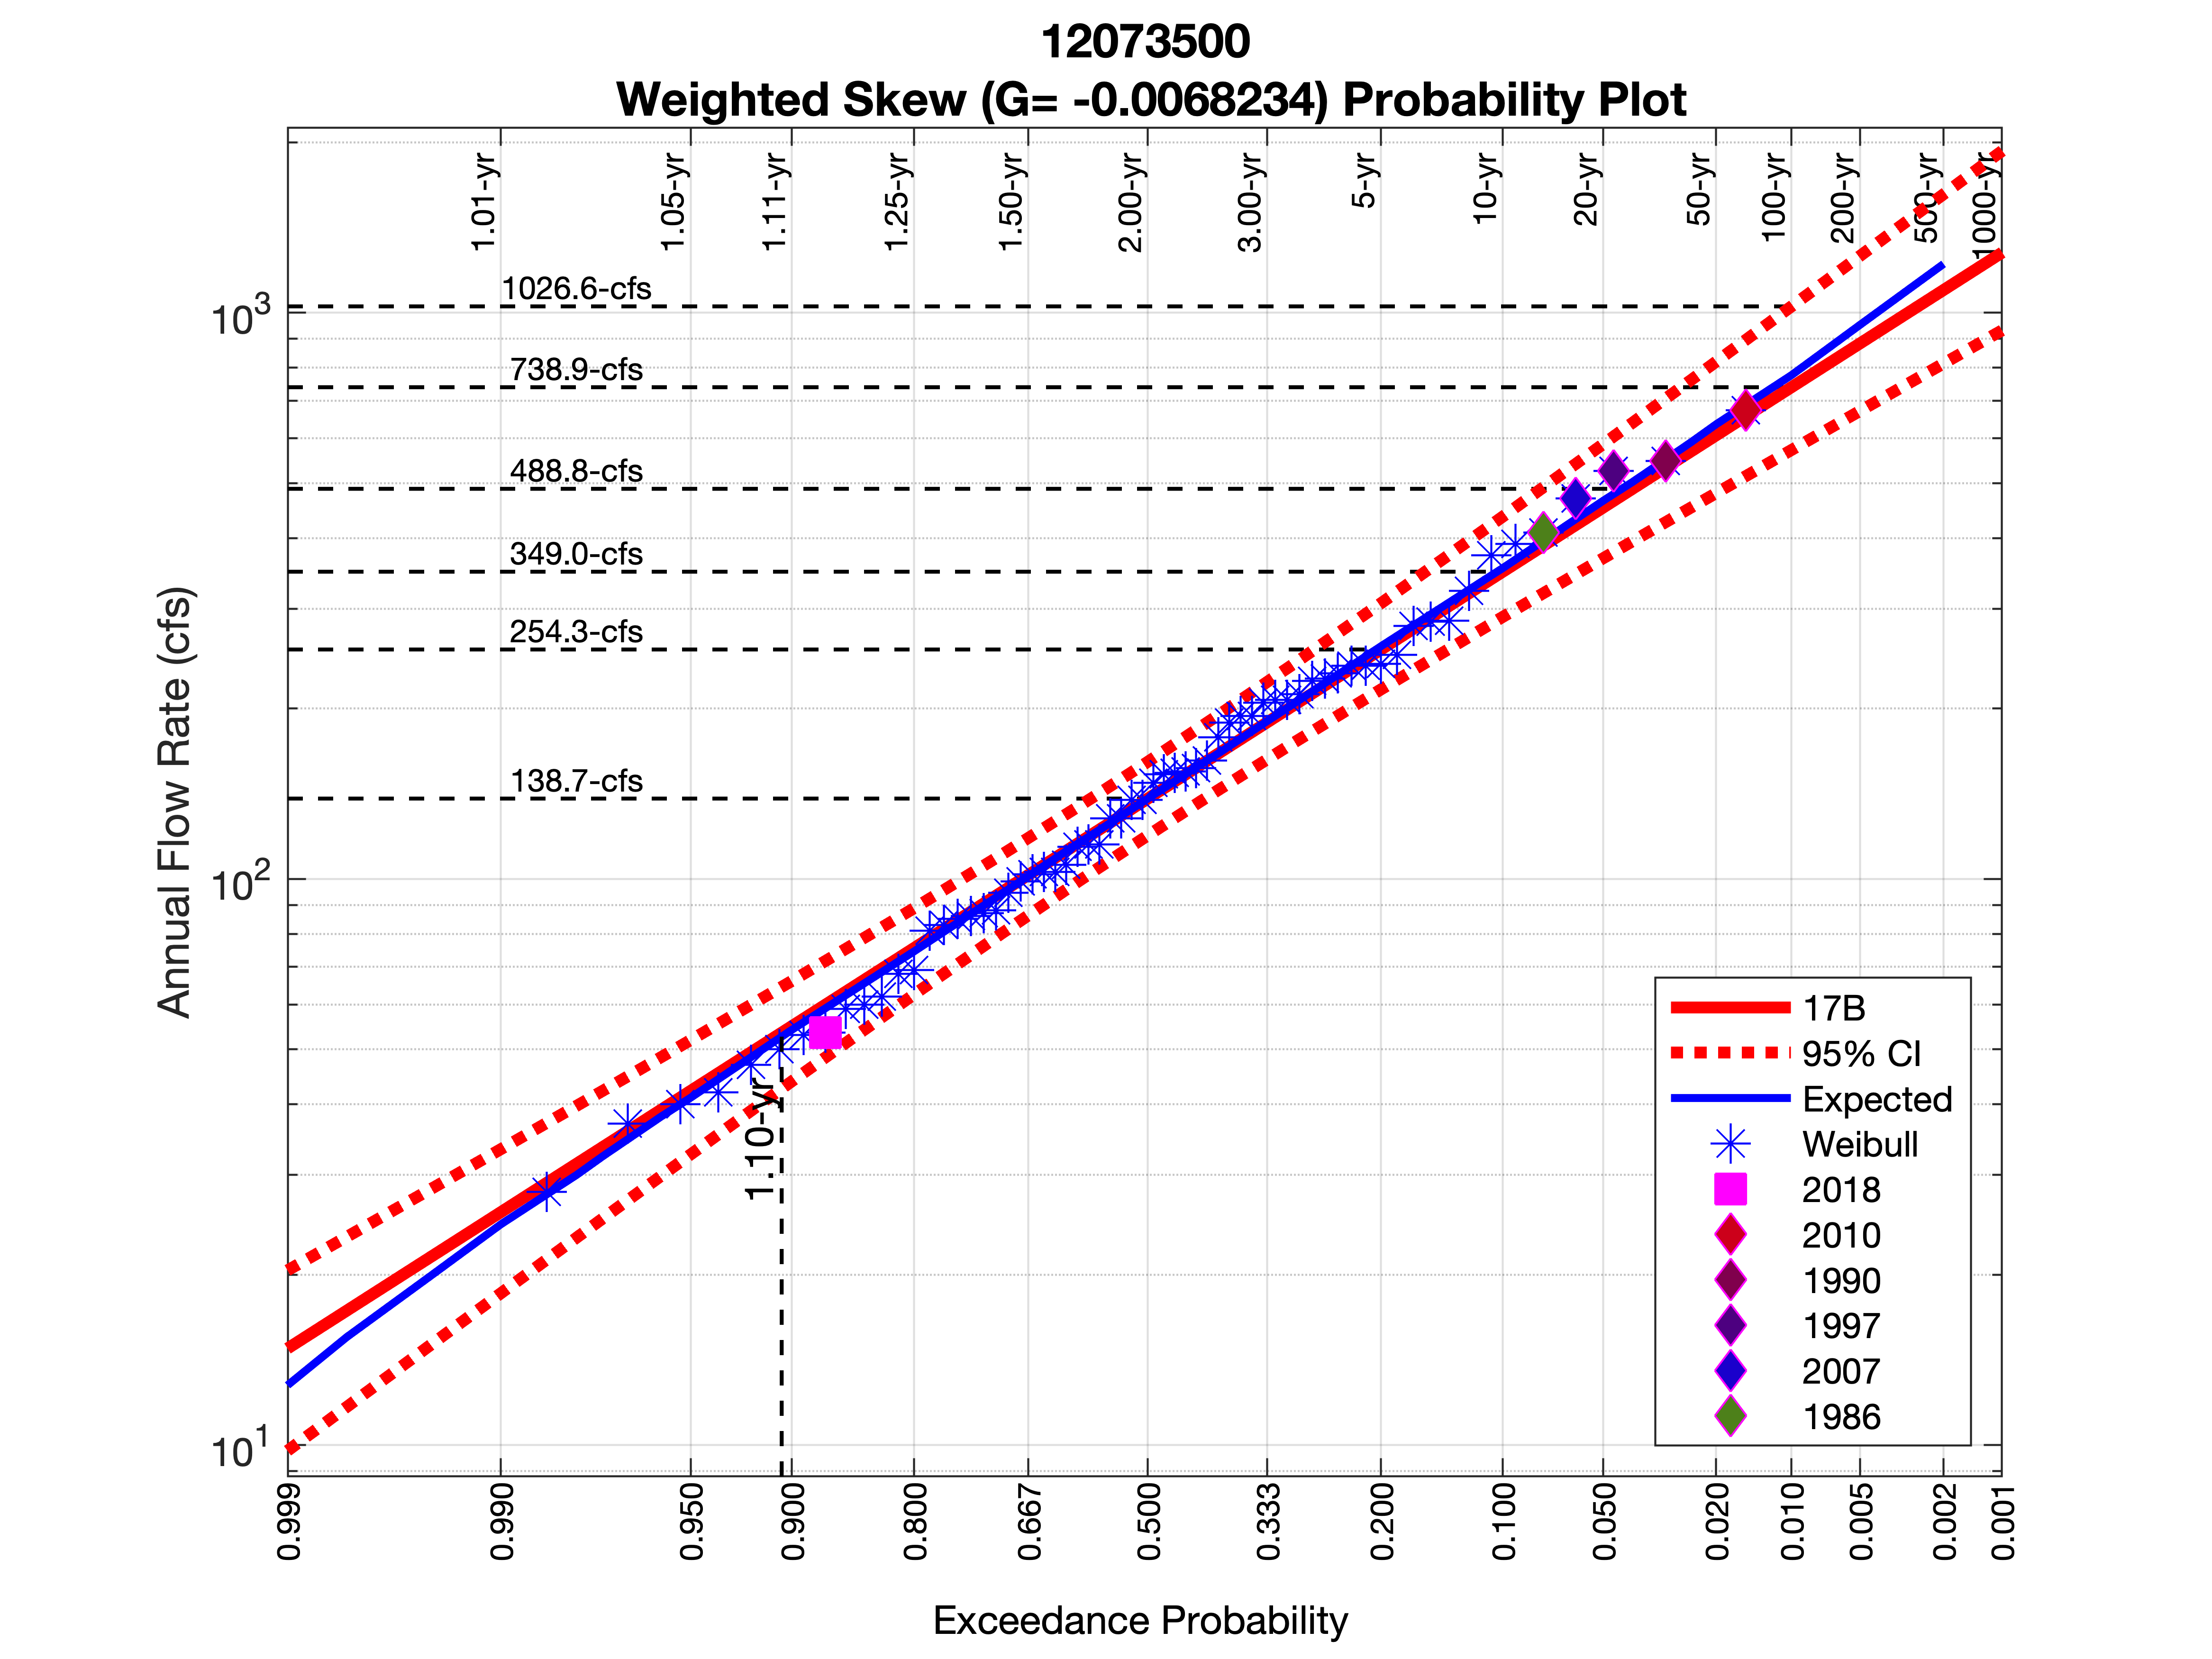 12073500
Weighted Skew (G= -0.0068234) Probability Plot
1.01-yr
1.05-yr
1.11-yr
1.25-yr
1.50-yr
2.00-yr
3.00-yr
5-yr
10-yr
20-yr
50-yr
100-yr
200-yr
500-yr
1000-yr
1026.6-cfs
738.9-cfs
488.8-cfs
349.0-cfs
254.3-cfs
138.7-cfs
1.10-yr
10^3
10^2
10^1
Annual Flow Rate (cfs)
17B
95% CI
Expected
Weibull
2018
2010
1990
1997
2007
1986
0.999
0.990
0.950
0.900
0.800
0.667
0.500
0.333
0.200
0.100
0.050
0.020
0.010
0.005
0.002
0.001
Exceedance Probability